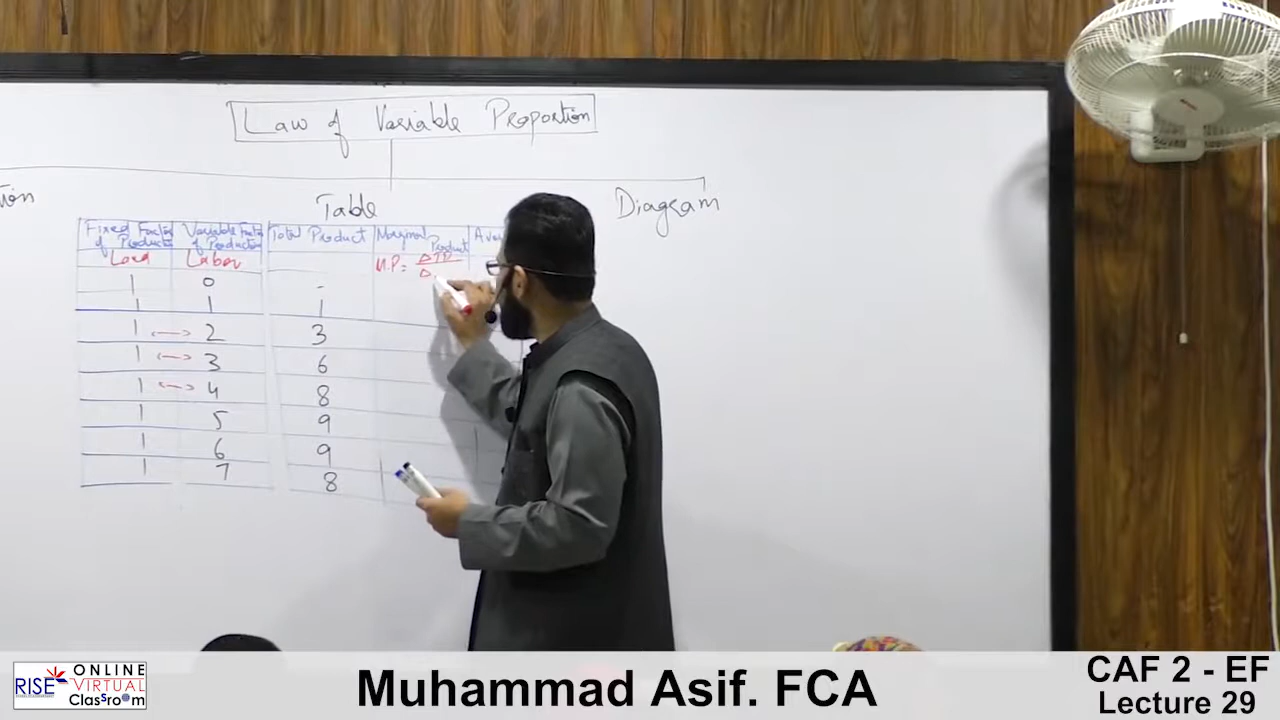 Law of Variable Proportion
Table
Diagram
Fixed Factor of Production Variable Factor of Production Total Product Marginal Product
Land Labor M.P = ΔTP
Δ
1 0 -
1 1 1
1 2 3
1 3 6
1 4 8
1 5 9
1 6 9
1 7 8
RISE ONLINE VIRTUAL Classroom
Muhammad Asif. FCA
CAF 2 - EF
Lecture 29